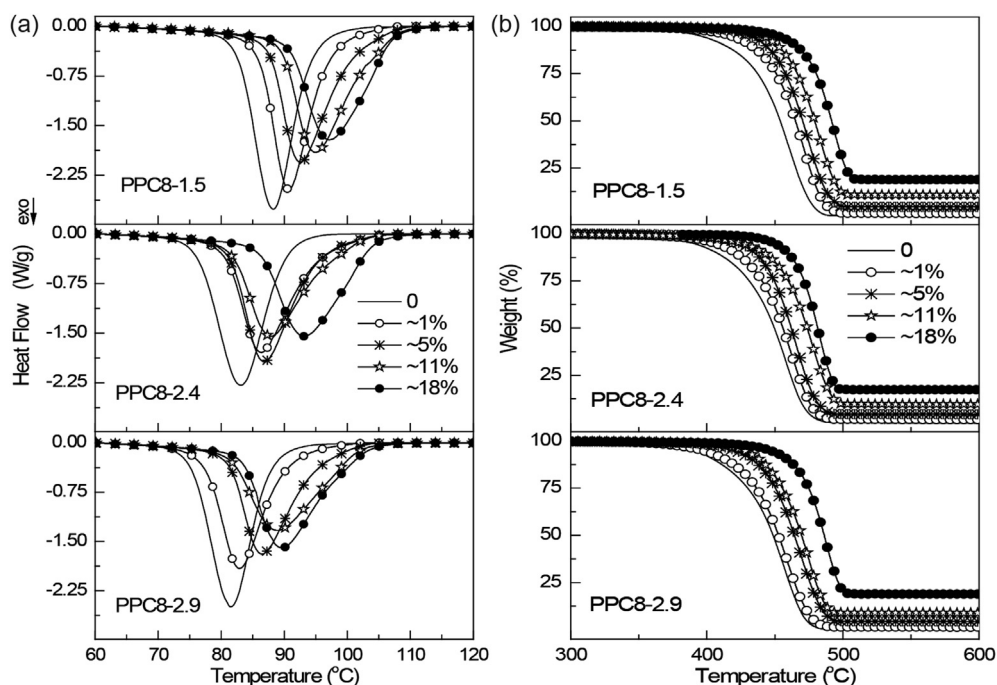 (a)
0.00
-0.75
-1.50
-2.25
PPC8-1.5
exo
0.00
-0.75
-1.50
-2.25
Heat Flow (W/g)
0
~1%
~5%
~11%
~18%
PPC8-2.4
0.00
-0.75
-1.50
-2.25
PPC8-2.9
60 70 80 90 100 110 120
Temperature (°C)
(b)
100
75
50
25
PPC8-1.5
100
75
50
25
Weight (%)
0
~1%
~5%
~11%
~18%
PPC8-2.4
100
75
50
25
PPC8-2.9
300 400 500 600
Temperature (°C)